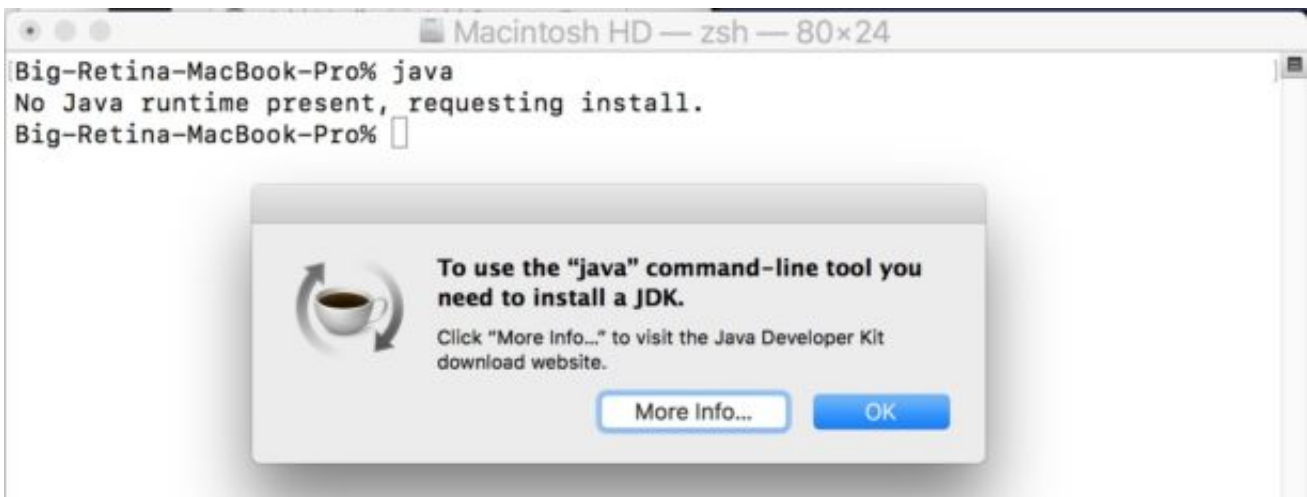 Macintosh HD — zsh — 80×24
[Big-Retina-MacBook-Pro% java ]
No Java runtime present, requesting install.
Big-Retina-MacBook-Pro%
To use the “java” command-line tool you
need to install a JDK.
Click "More Info..." to visit the Java Developer Kit
download website.
More Info...
OK